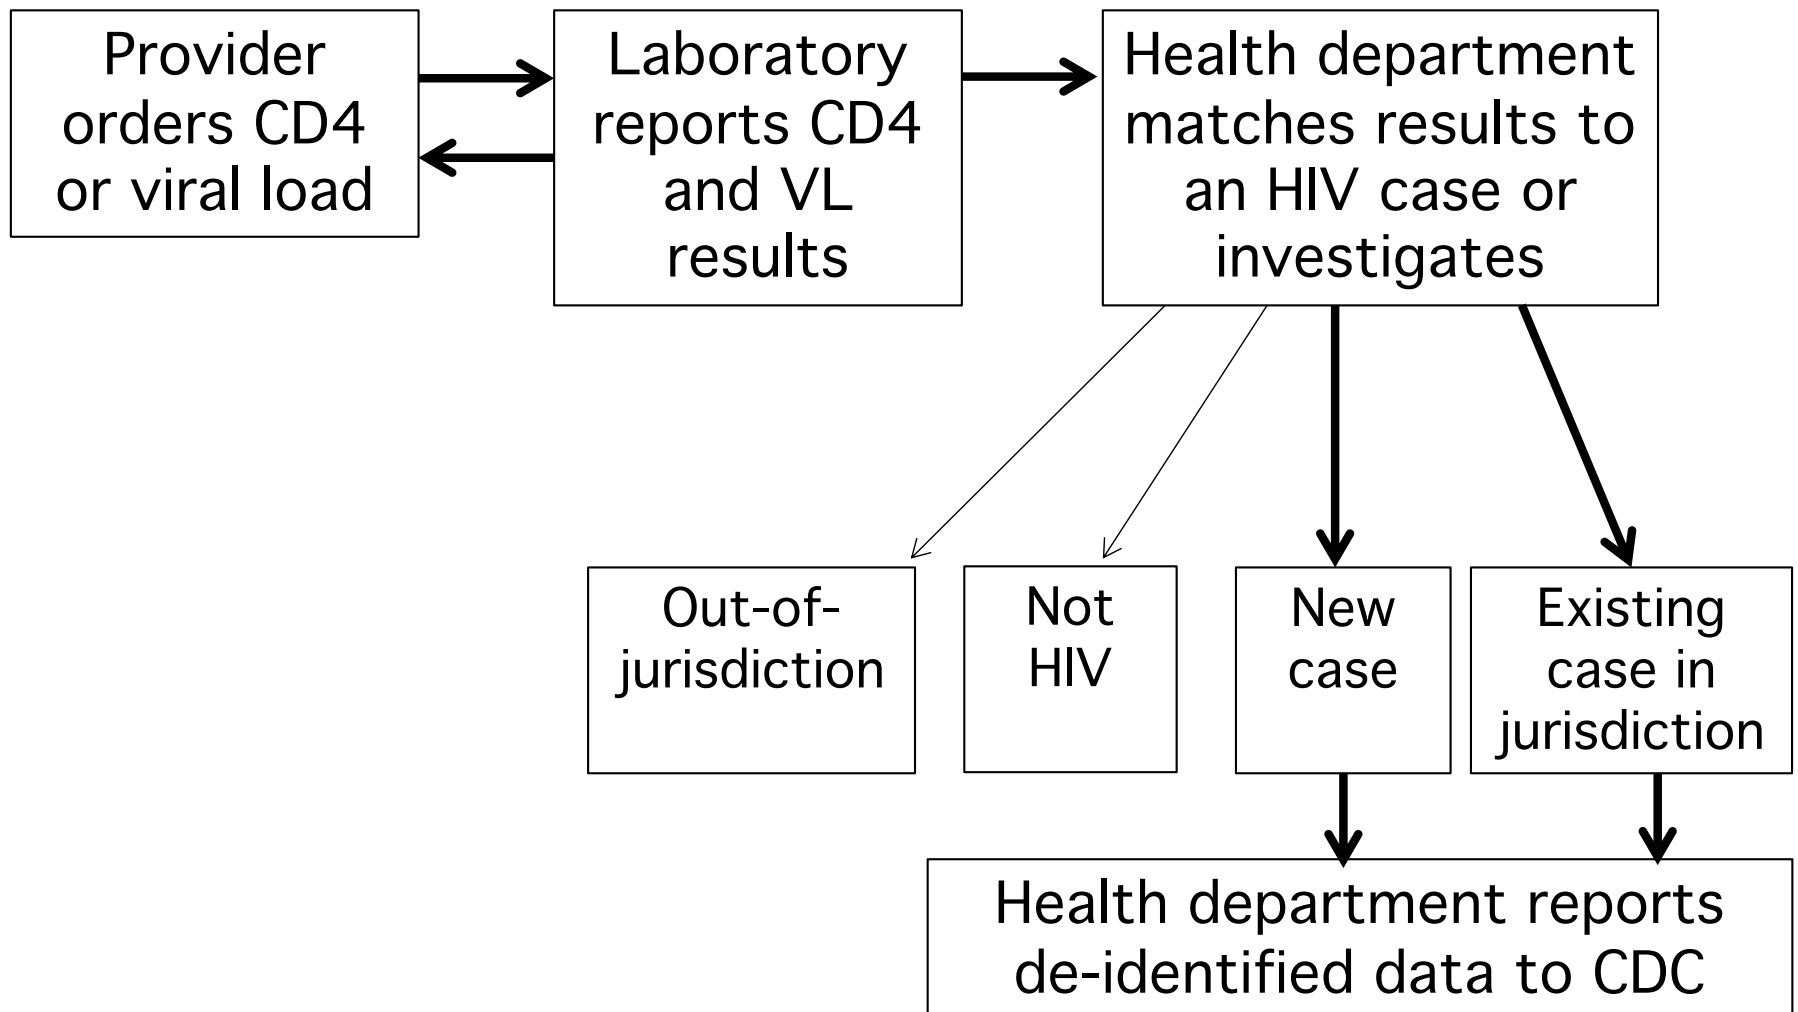 Provider
orders CD4
or viral load
Laboratory
reports CD4
and VL
results
Health department
matches results to
an HIV case or
investigates
Out-of-
jurisdiction
Not
HIV
New
case
Existing
case in
jurisdiction
Health department reports
de-identified data to CDC